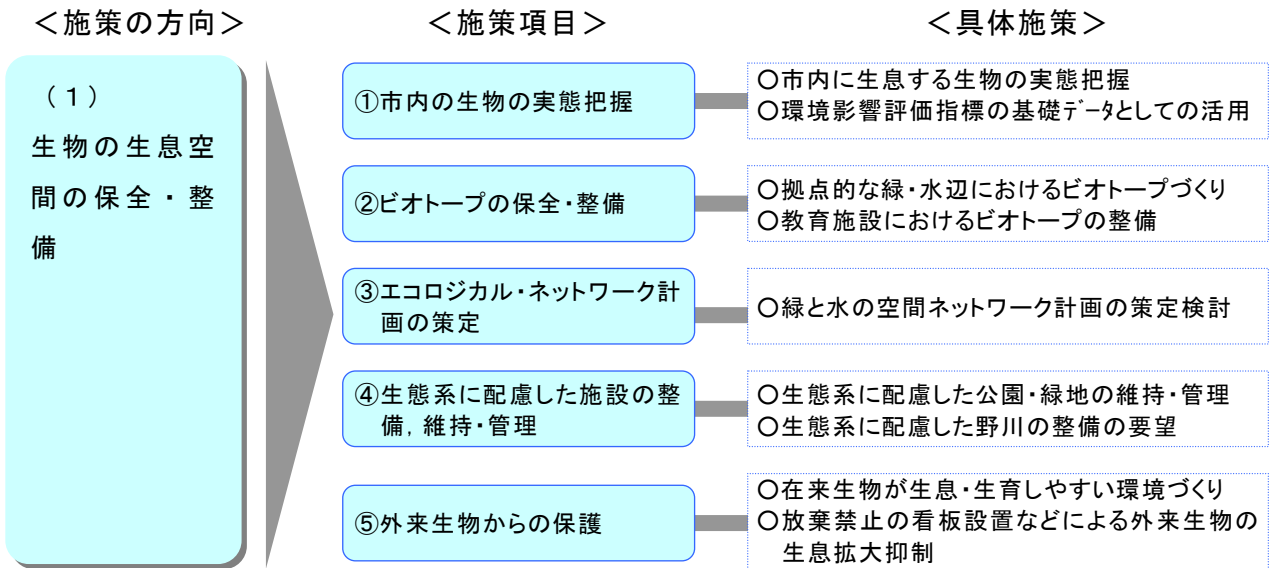 ＜施策の方向＞
＜施策項目＞
＜具体施策＞
（１）
生物の生息空
間の保全・整
備
①市内の生物の実態把握
○市内に生息する生物の実態把握
○環境影響評価指標の基礎ﾃﾞｰﾀとしての活用
②ビオトープの保全・整備
○拠点的な緑・水辺におけるビオトープづくり
○教育施設におけるビオトープの整備
③エコロジカル・ネットワーク計
画の策定
○緑と水の空間ネットワーク計画の策定検討
④生態系に配慮した施設の整
備，維持・管理
○生態系に配慮した公園・緑地の維持・管理
○生態系に配慮した野川の整備の要望
⑤外来生物からの保護
○在来生物が生息・生育しやすい環境づくり
○放棄禁止の看板設置などによる外来生物の
生息拡大抑制